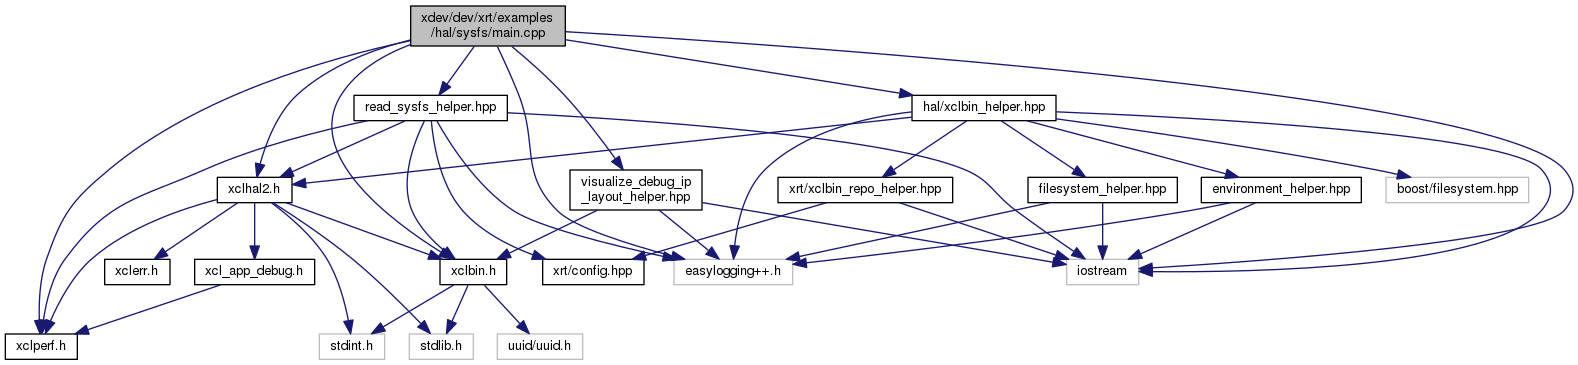 xdev/dev/xrt/examples
/hal/sysfs/main.cpp
read_sysfs_helper.hpp
hal/xclbin_helper.hpp
xclhal2.h
visualize_debug_ip
_layout_helper.hpp
xrt/xclbin_repo_helper.hpp
filesystem_helper.hpp
environment_helper.hpp
boost/filesystem.hpp
xclerr.h
xcl_app_debug.h
xclbin.h
xrt/config.hpp
easylogging++.h
iostream
xclperf.h
stdint.h
stdlib.h
uuid/uuid.h